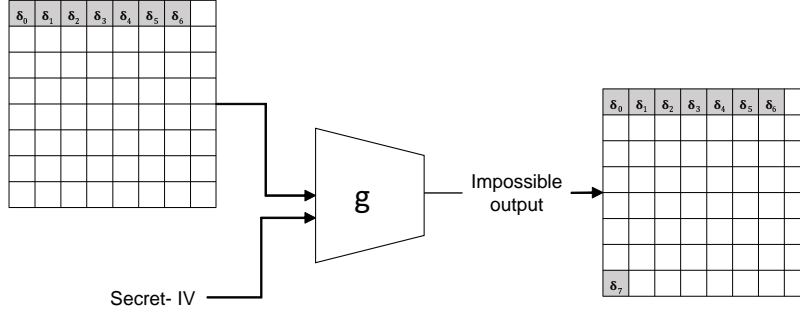 δ₀ δ₁ δ₂ δ₃ δ₄ δ₅ δ₆
g
Secret- IV
Impossible
output
δ₀ δ₁ δ₂ δ₃ δ₄ δ₅ δ₆
δ₇